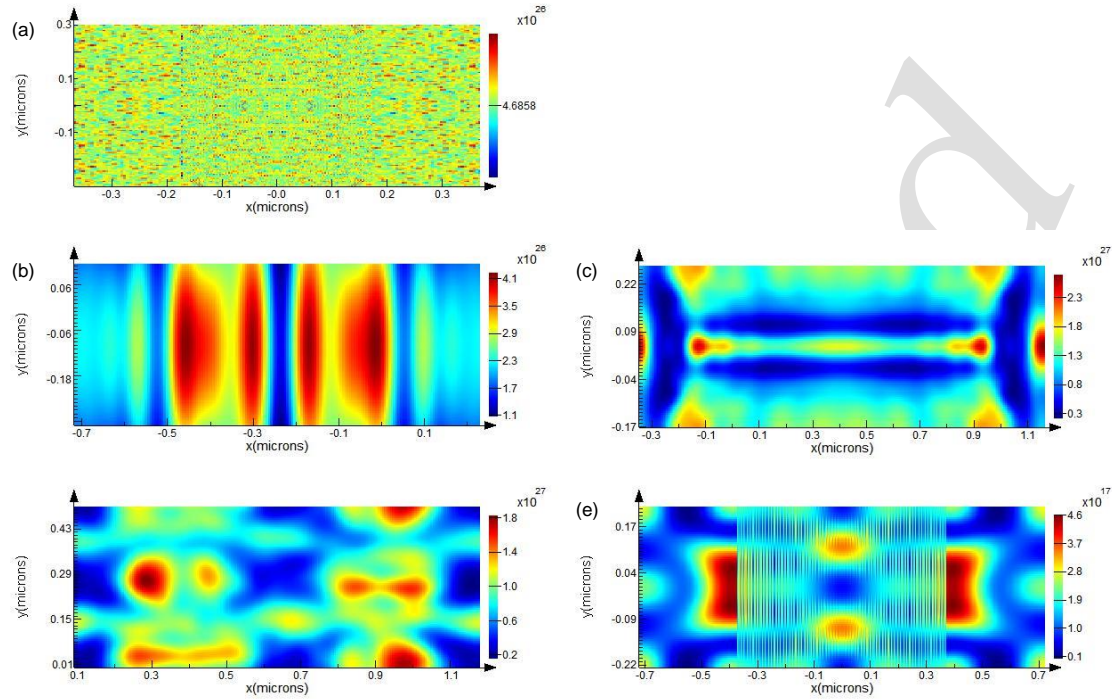 (a)
x10 26
0.3
0.1
-0.1
y(microns)
4.6858
-0.3 -0.2 -0.1 -0.0 0.1 0.2 0.3
x(microns)
(b)
x10 26
0.06
-0.06
-0.18
y(microns)
4.1
3.5
2.9
2.3
1.7
1.1
-0.7 -0.5 -0.3 -0.1 0.1
x(microns)
(c)
x10 27
0.22
0.09
-0.04
-0.17
y(microns)
2.3
1.8
1.3
0.8
0.3
-0.3 -0.1 0.1 0.3 0.5 0.7 0.9 1.1
x(microns)
x10 27
0.43
0.29
0.15
0.01
y(microns)
1.8
1.4
1.0
0.6
0.2
0.1 0.3 0.5 0.7 0.9 1.1
x(microns)
(e)
x10 17
0.17
0.04
-0.09
-0.22
y(microns)
4.6
3.7
2.8
1.9
1.0
0.1
-0.7 -0.5 -0.3 -0.1 0.1 0.3 0.5 0.7
x(microns)
d